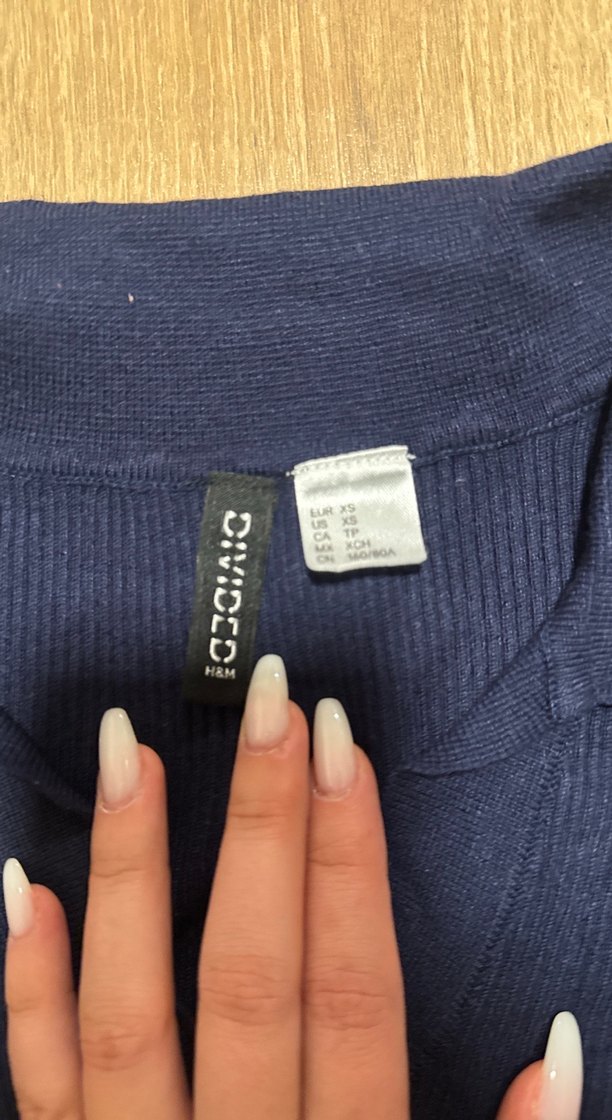 DIVIDED
H&M
EUR XS
US XS
CA TP
MX XCH
CN 160/80A